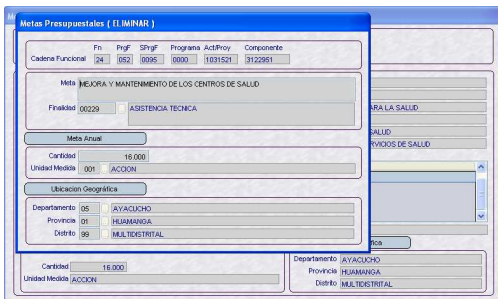 Metas Presupuestales ( ELIMINAR )
Fn PrgF SPrgF Programa Act/Proy Componente
Cadena Funcional 24 052 0095 0000 1031521 3122951
Meta MEJORA Y MANTENIMIENTO DE LOS CENTROS DE SALUD
Finalidad 00229 ASISTENCIA TECNICA
Meta Anual
Cantidad 16.000
Unidad Medida 001 ACCION
Ubicacion Geográfica
Departamento 05 AYACUCHO
Provincia 01 HUAMANGA
Distrito 99 MULTIDISTRITAL
ARA LA SALUD
SALUD
RVICIOS DE SALUD
fica
Cantidad 16.000
Unidad Medida ACCION
Departamento AYACUCHO
Provincia HUAMANGA
Distrito MULTIDISTRITAL